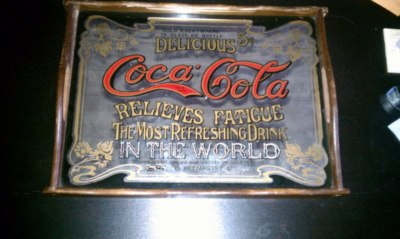 DELICIOUS 5¢
Coca-Cola
RELIEVES FATIGUE
THE MOST REFRESHING DRINK
IN THE WORLD